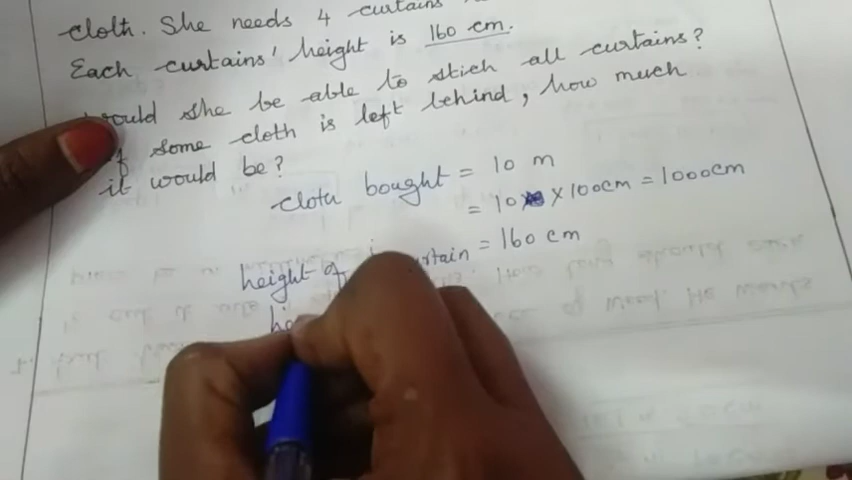 cloth. She needs 4 curtains
Each curtains' height is 160 cm.
would she be able to stich all curtains?
If some cloth is left behind, how much
it would be?
cloth bought = 10 m
= 10 × 100cm = 1000cm
height of 1 curtain = 160 cm